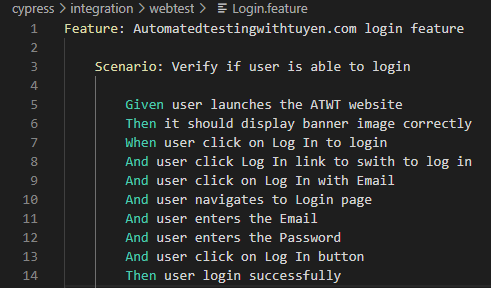 cypress > integration > webtest > Login.feature
1 Feature: Automatedtestingwithtuyen.com login feature
2
3 Scenario: Verify if user is able to login
4
5 Given user launches the ATWT website
6 Then it should display banner image correctly
7 When user click on Log In to login
8 And user click Log In link to swith to log in
9 And user click on Log In with Email
10 And user navigates to Login page
11 And user enters the Email
12 And user enters the Password
13 And user click on Log In button
14 Then user login successfully